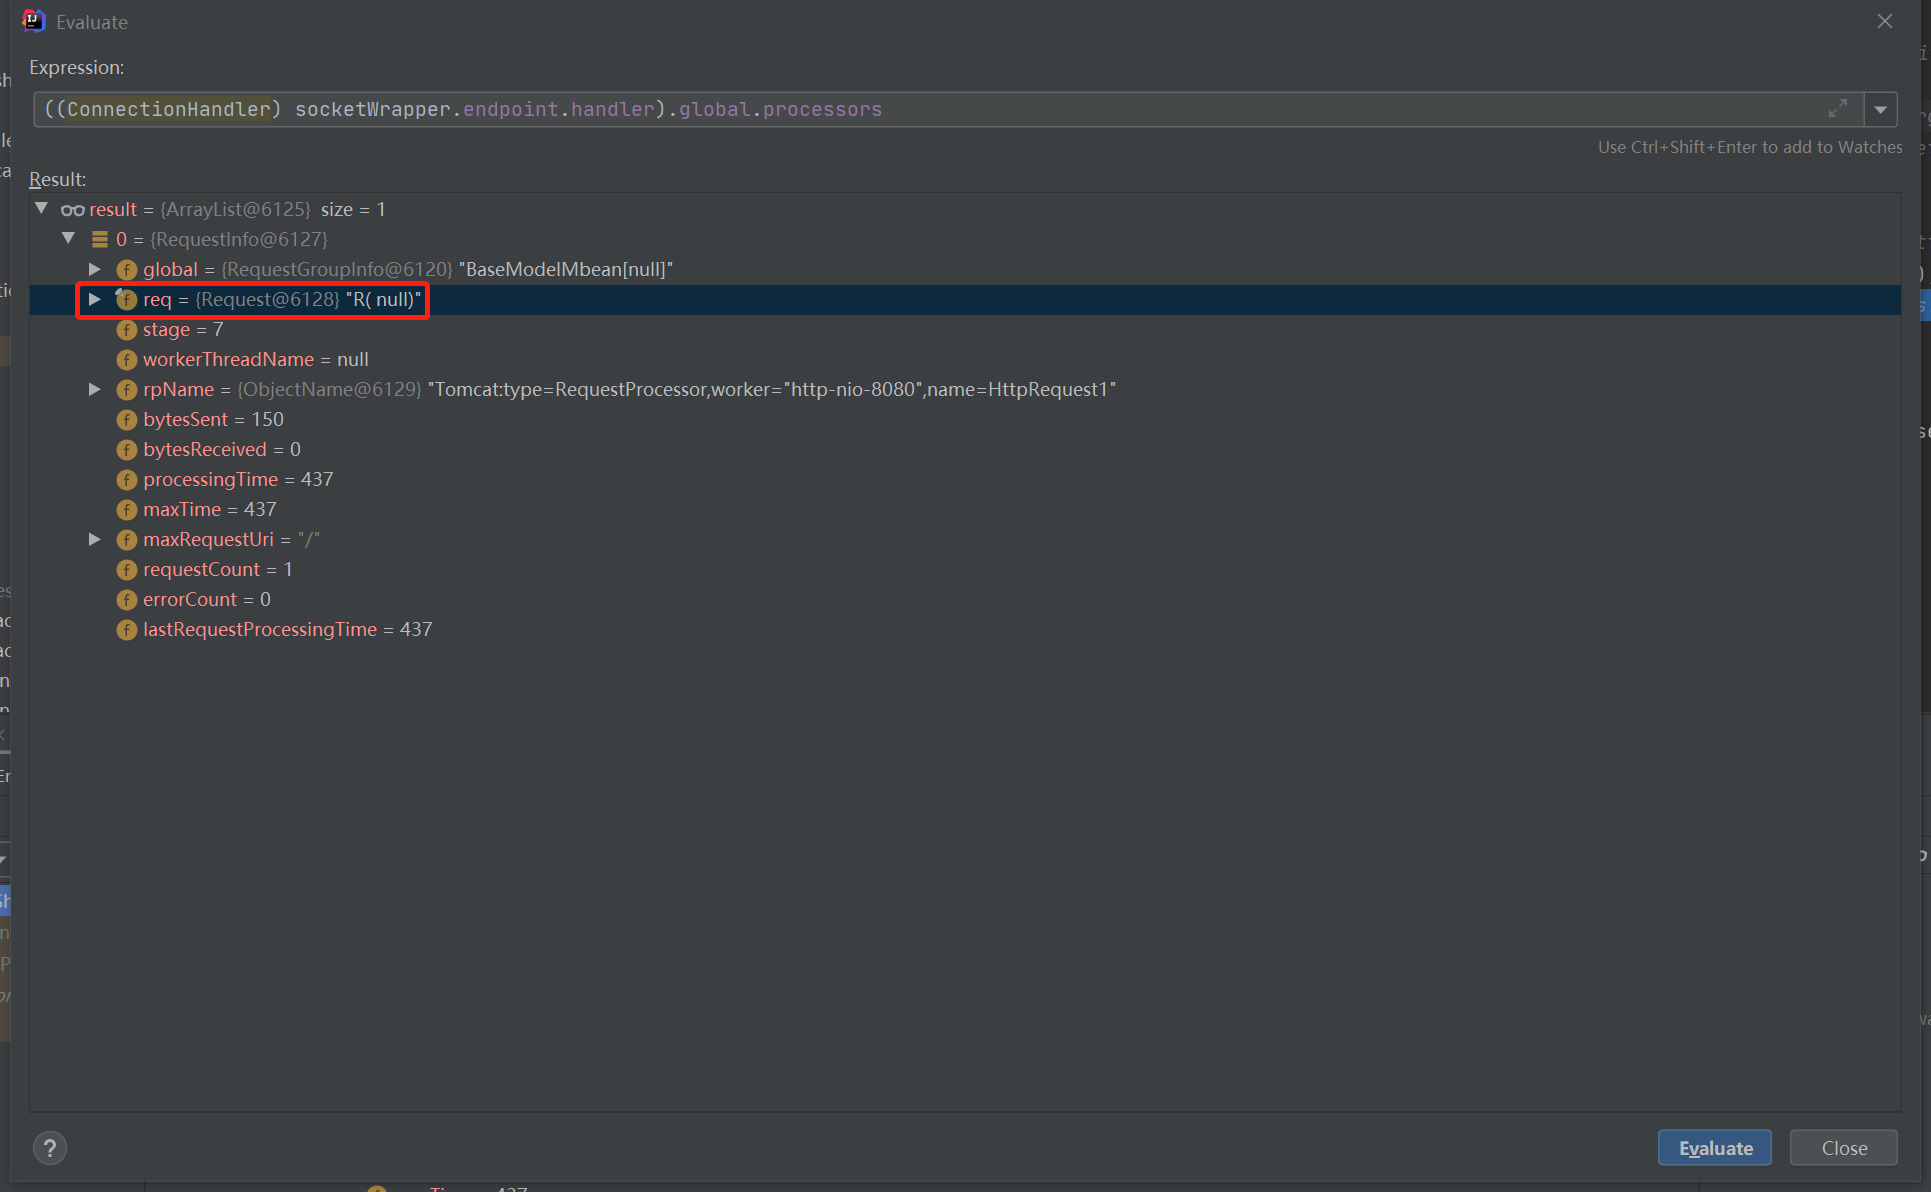 Evaluate
Expression:
((ConnectionHandler) socketWrapper.endpoint.handler).global.processors
Use Ctrl+Shift+Enter to add to Watches
Result:
result = {ArrayList@6125} size = 1
0 = {RequestInfo@6127}
global = {RequestGroupInfo@6120} "BaseModelMbean[null]"
req = {Request@6128} "R( null)"
stage = 7
workerThreadName = null
rpName = {ObjectName@6129} "Tomcat:type=RequestProcessor,worker="http-nio-8080",name=HttpRequest1"
bytesSent = 150
bytesReceived = 0
processingTime = 437
maxTime = 437
maxRequestUri = "/"
requestCount = 1
errorCount = 0
lastRequestProcessingTime = 437
?
Evaluate
Close